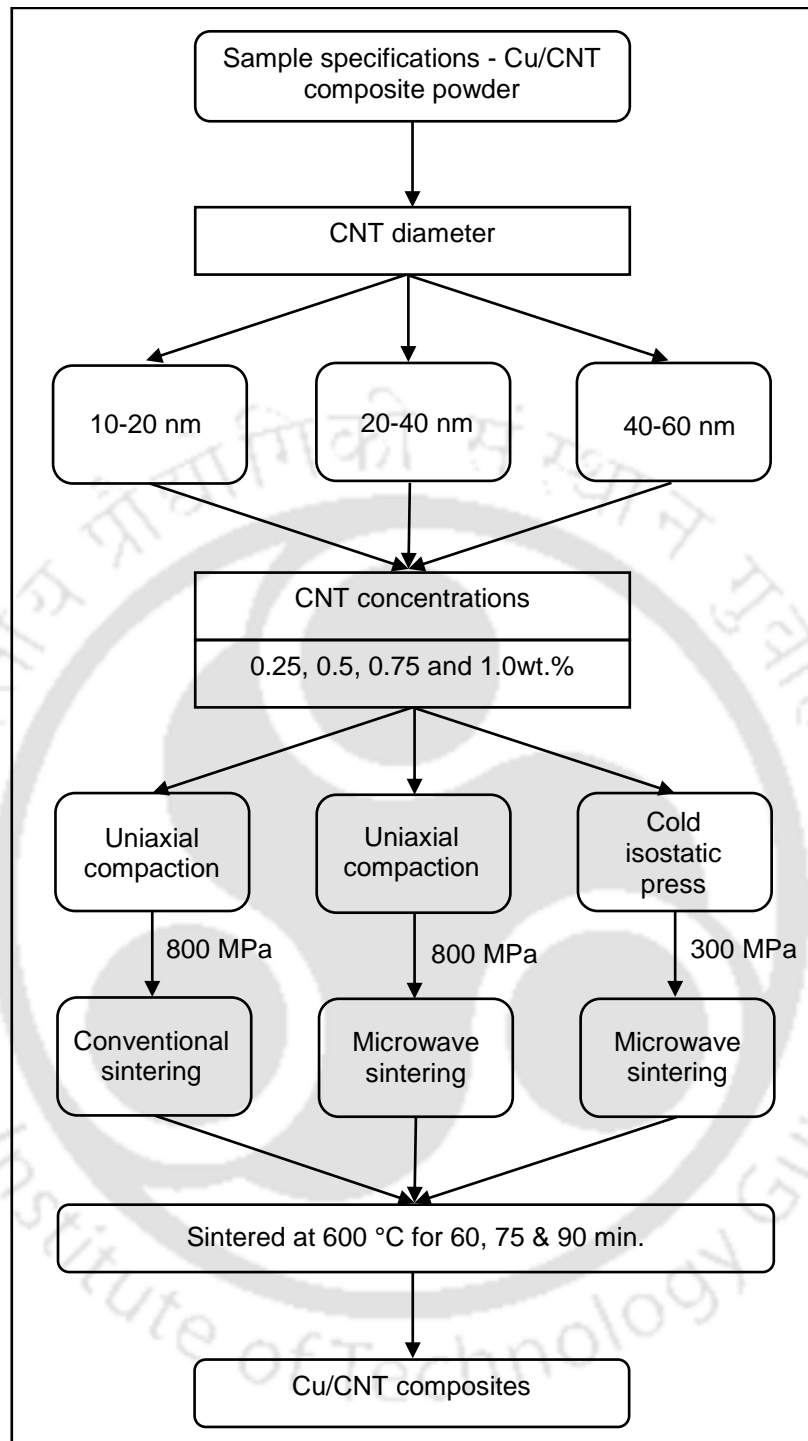 Sample specifications - Cu/CNT
composite powder
CNT diameter
10-20 nm
20-40 nm
40-60 nm
CNT concentrations
0.25, 0.5, 0.75 and 1.0wt.%
Uniaxial
compaction
Uniaxial
compaction
Cold
isostatic
press
800 MPa
800 MPa
300 MPa
Conventional
sintering
Microwave
sintering
Microwave
sintering
Sintered at 600 °C for 60, 75 & 90 min.
Cu/CNT composites
प्रौद्योगिकी संस्थान
Institute of Technology